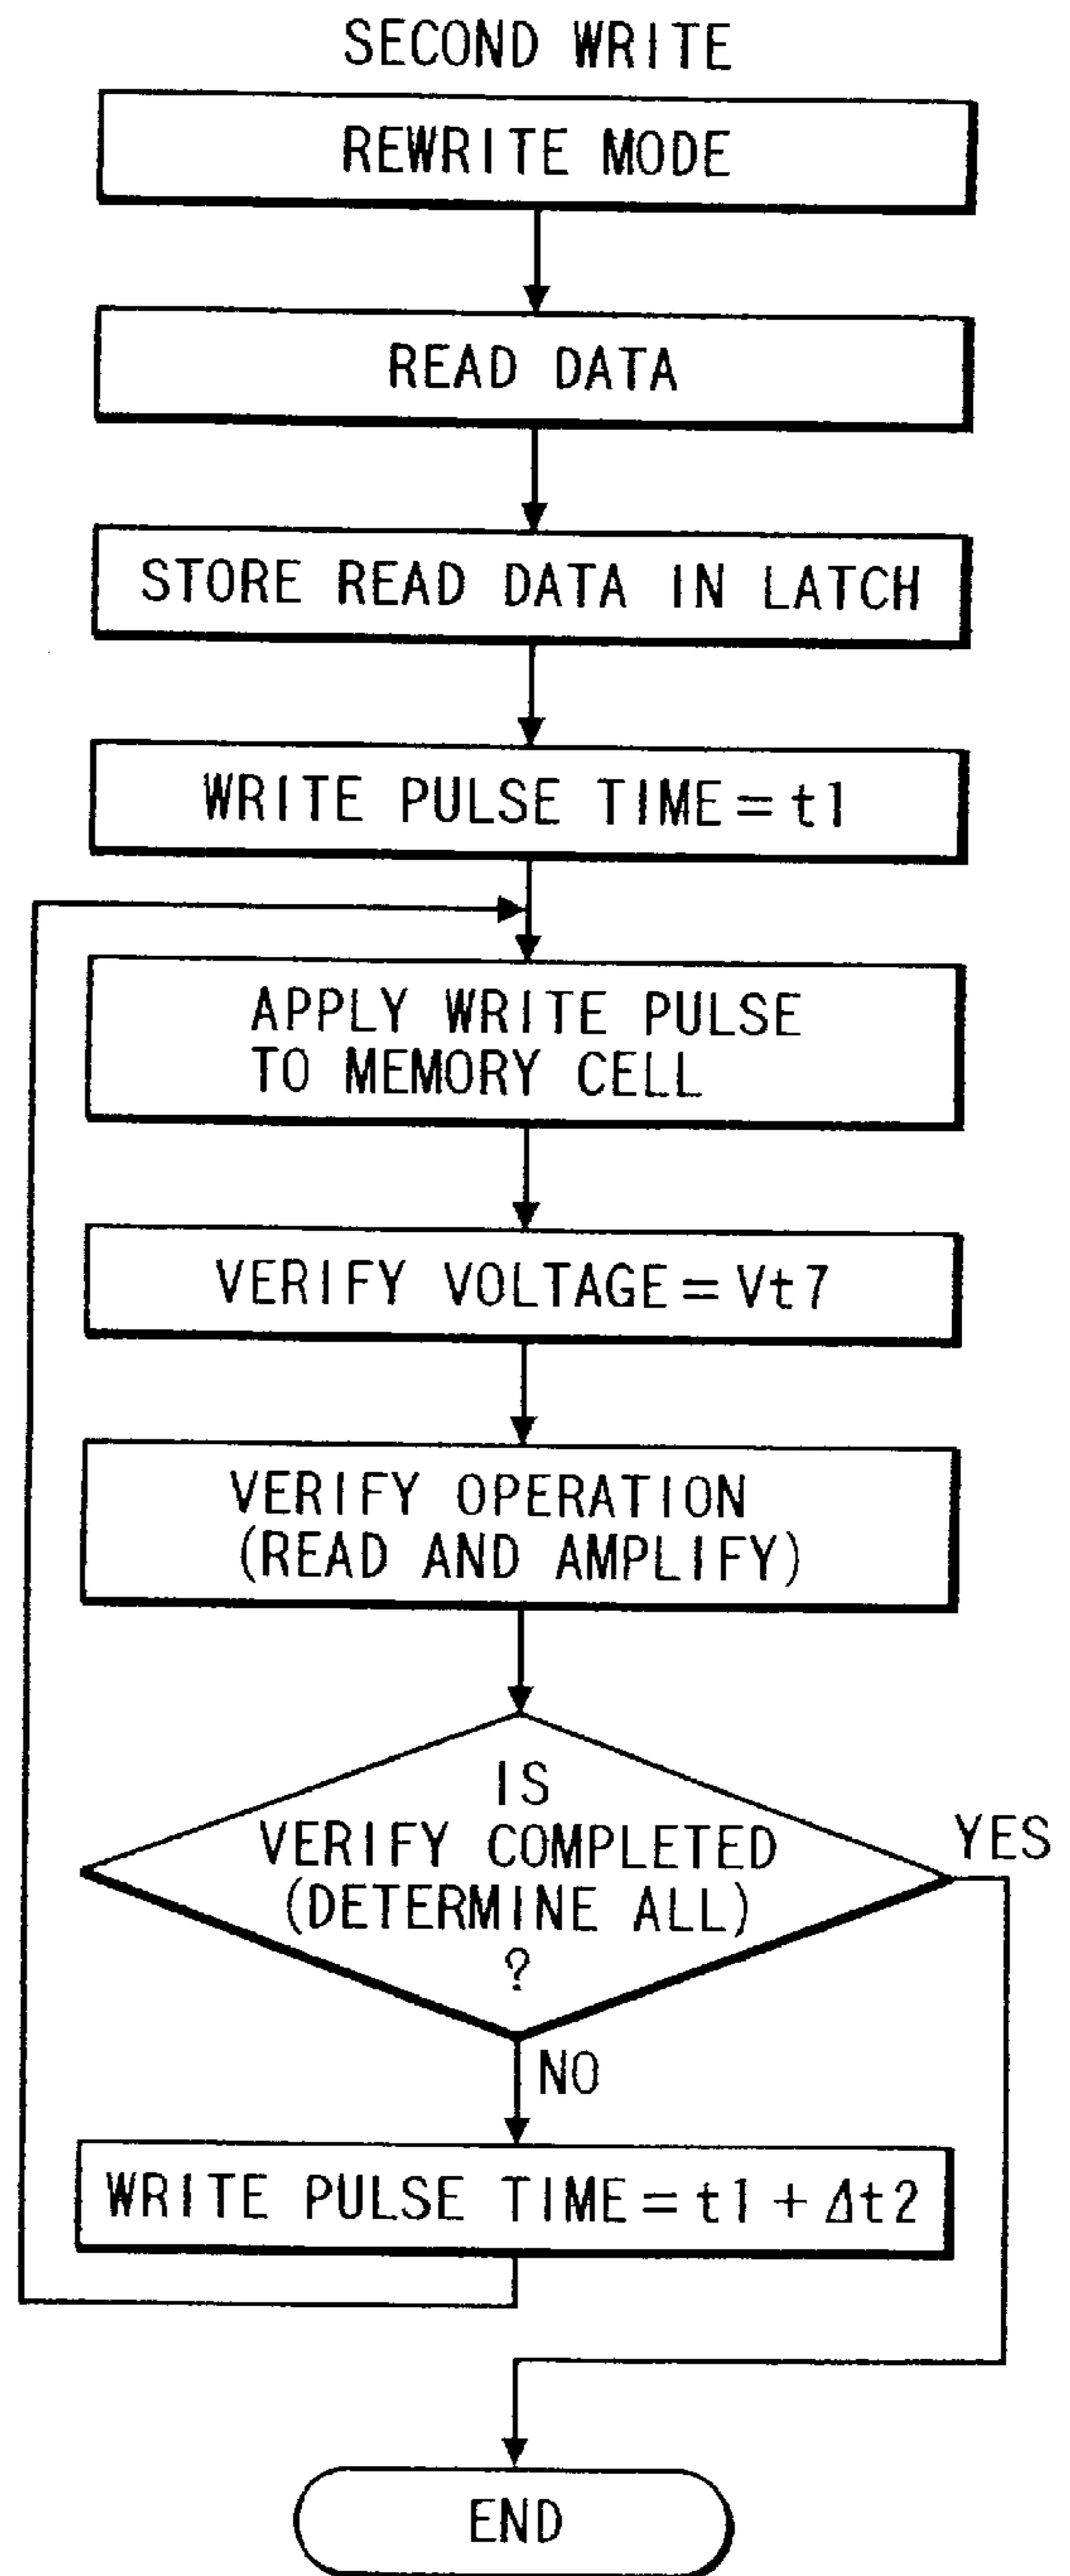 SECOND WRITE
REWRITE MODE
READ DATA
STORE READ DATA IN LATCH
WRITE PULSE TIME=t1
APPLY WRITE PULSE
TO MEMORY CELL
VERIFY VOLTAGE=Vt7
VERIFY OPERATION
(READ AND AMPLIFY)
IS
VERIFY COMPLETED
(DETERMINE ALL)
?
YES
NO
WRITE PULSE TIME=t1+Δt2
END